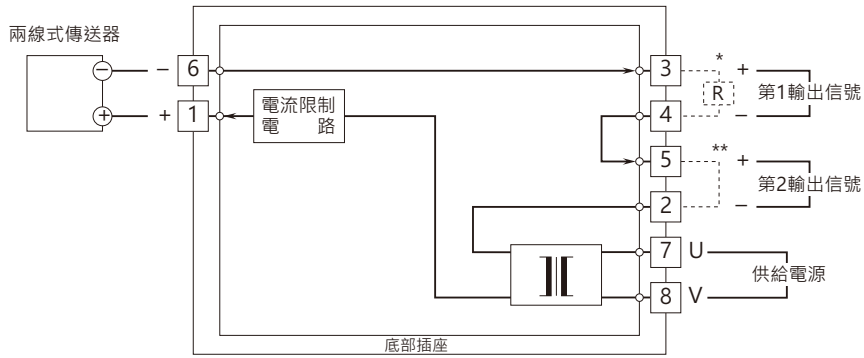 兩線式傳送器
− − 6
+ + 1
電流限制
電 路
3 * +
R 第1輸出信號
4 −
5 ** +
第2輸出信號
2 −
7 U
供給電源
8 V
底部插座